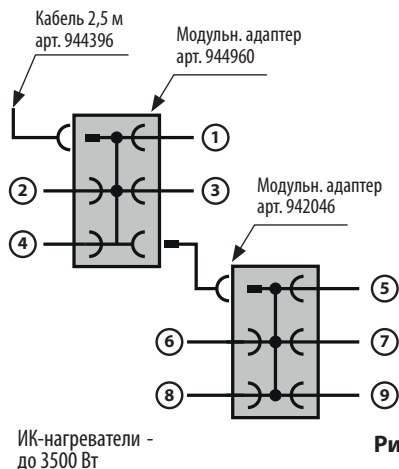 Кабель 2,5 м
арт. 944396
Модульн. адаптер
арт. 944960
1
2
3
4
Модульн. адаптер
арт. 942046
5
6
7
8
9
ИК-нагреватели -
до 3500 Вт
Ри